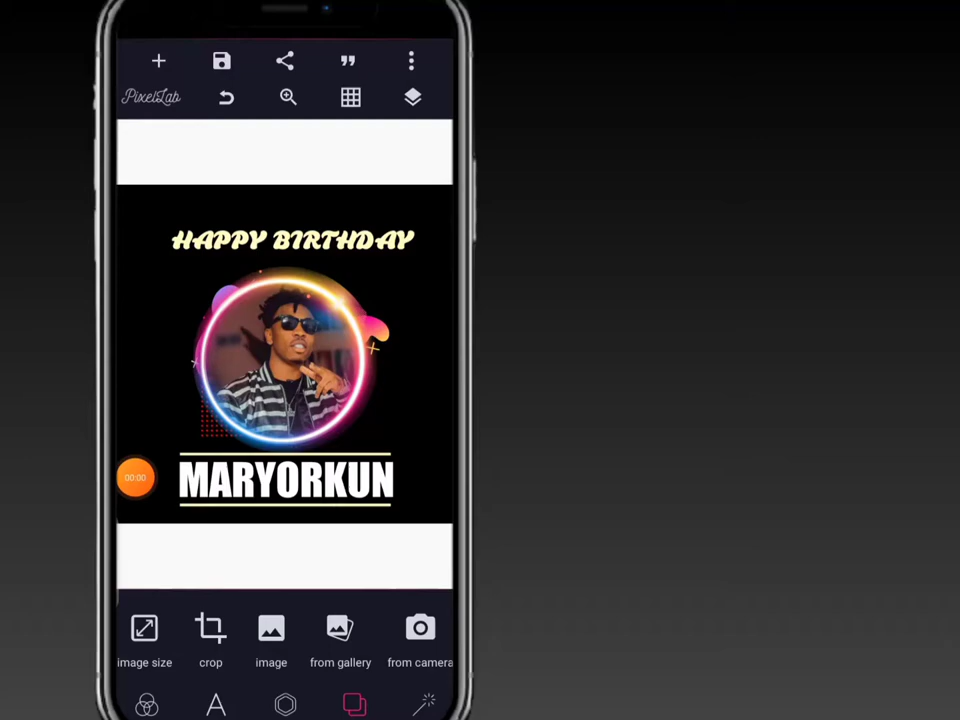 PixelLab
HAPPY BIRTHDAY
MARYORKUN
00:00
image size
crop
image
from gallery
from camera